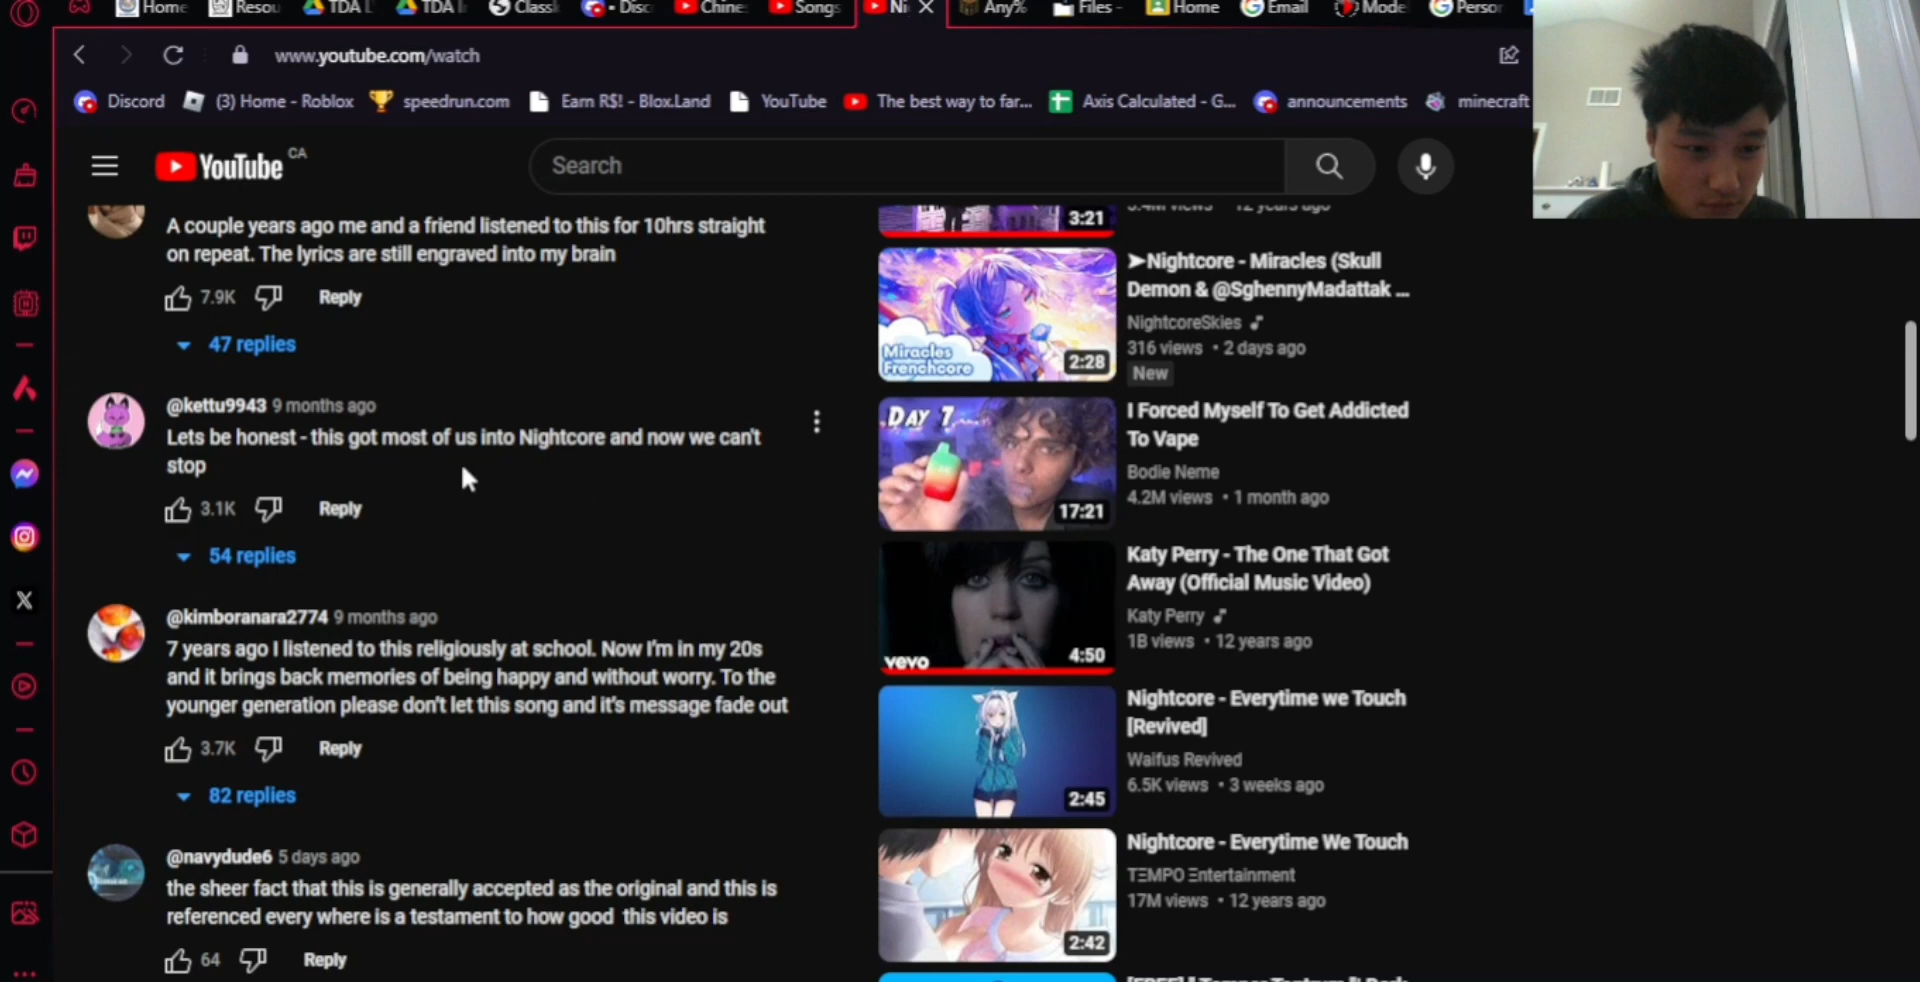 Home
Resou
TDA
TDA
Class
Disc
Chine
Songs
Ni
Any%
Files -
Home
Email
Mode
Persor
www.youtube.com/watch
Discord
(3) Home - Roblox
speedrun.com
Earn R$! - Blox.Land
YouTube
The best way to far...
Axis Calculated - G...
announcements
minecraft
YouTube CA
Search
A couple years ago me and a friend listened to this for 10hrs straight
on repeat. The lyrics are still engraved into my brain
7.9K Reply
47 replies
@kettu9943 9 months ago
Lets be honest - this got most of us into Nightcore and now we can't
stop
3.1K Reply
54 replies
@kimboranara2774 9 months ago
7 years ago I listened to this religiously at school. Now I'm in my 20s
and it brings back memories of being happy and without worry. To the
younger generation please don't let this song and it's message fade out
3.7K Reply
82 replies
@navydude6 5 days ago
the sheer fact that this is generally accepted as the original and this is
referenced every where is a testament to how good this video is
64 Reply
3:21
3.4M views • 12 years ago
Miracles
Frenchcore
2:28
➤Nightcore - Miracles (Skull
Demon & @SghennyMadattak ...
NightcoreSkies
316 views • 2 days ago
New
DAY 7
17:21
I Forced Myself To Get Addicted
To Vape
Bodie Neme
4.2M views • 1 month ago
vevo
4:50
Katy Perry - The One That Got
Away (Official Music Video)
Katy Perry
1B views • 12 years ago
2:45
Nightcore - Everytime we Touch
[Revived]
Waifus Revived
6.5K views • 3 weeks ago
2:42
Nightcore - Everytime We Touch
TΞMPO Ξntertainment
17M views • 12 years ago